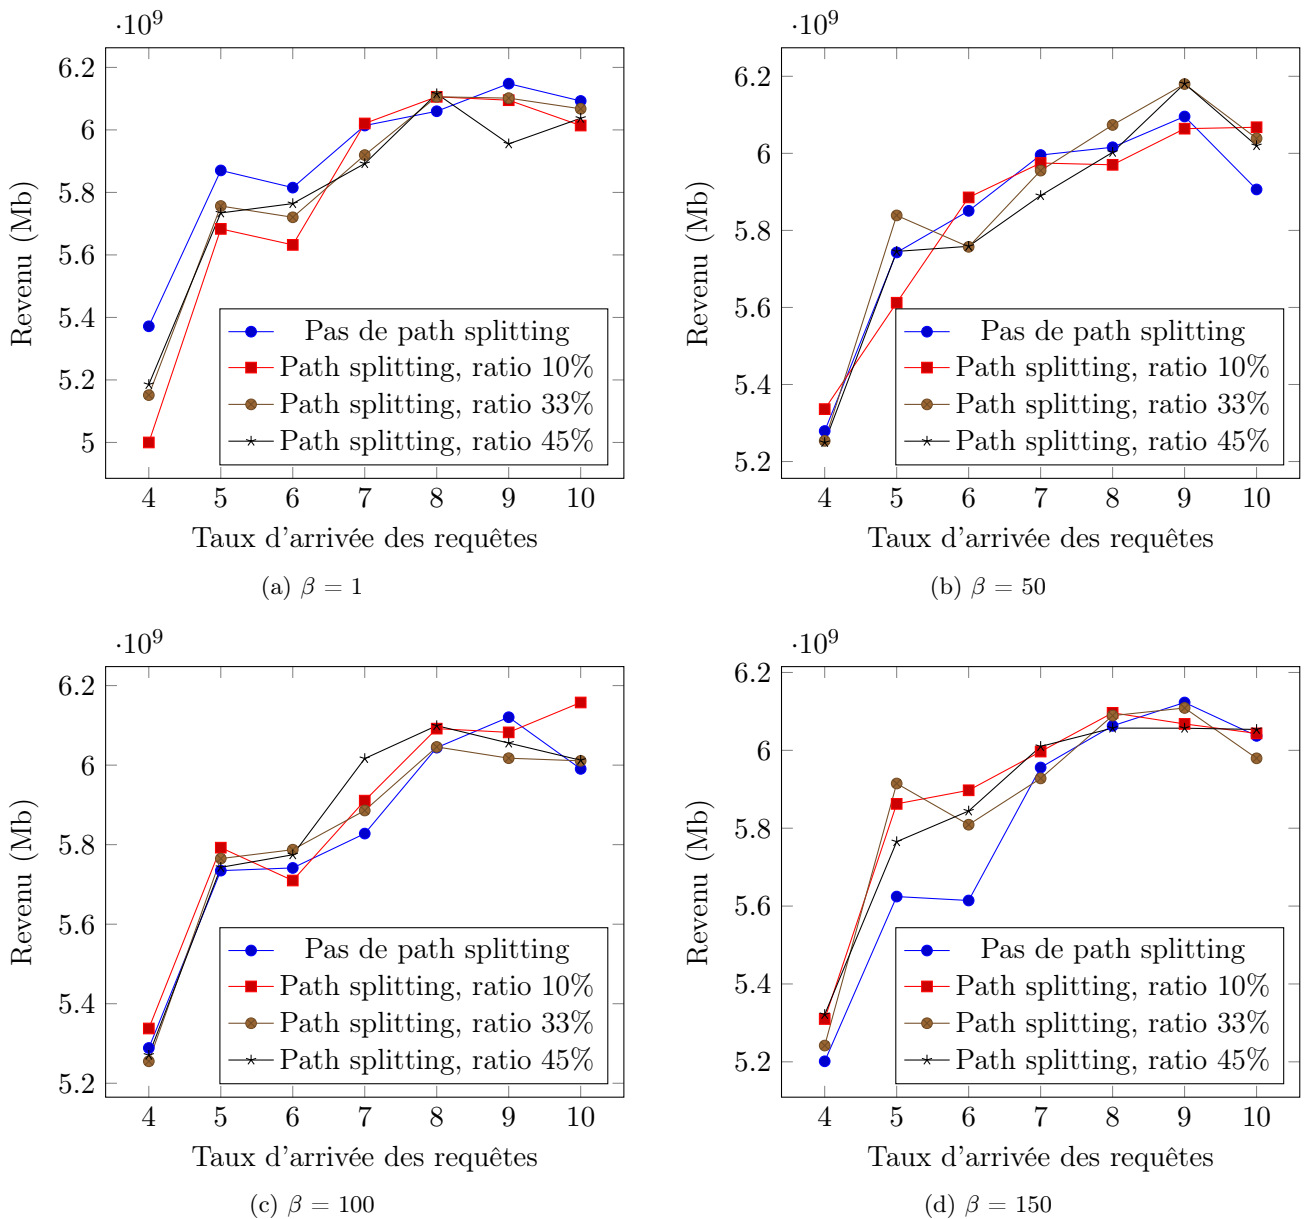 ·10⁹
6.2
6
5.8
5.6
5.4
5.2
5
Revenu (Mb)
Pas de path splitting
Path splitting, ratio 10%
Path splitting, ratio 33%
Path splitting, ratio 45%
4 5 6 7 8 9 10
Taux d'arrivée des requêtes
(a) β = 1
·10⁹
6.2
6
5.8
5.6
5.4
5.2
Revenu (Mb)
Pas de path splitting
Path splitting, ratio 10%
Path splitting, ratio 33%
Path splitting, ratio 45%
4 5 6 7 8 9 10
Taux d'arrivée des requêtes
(b) β = 50
·10⁹
6.2
6
5.8
5.6
5.4
5.2
Revenu (Mb)
Pas de path splitting
Path splitting, ratio 10%
Path splitting, ratio 33%
Path splitting, ratio 45%
4 5 6 7 8 9 10
Taux d'arrivée des requêtes
(c) β = 100
·10⁹
6.2
6
5.8
5.6
5.4
5.2
Revenu (Mb)
Pas de path splitting
Path splitting, ratio 10%
Path splitting, ratio 33%
Path splitting, ratio 45%
4 5 6 7 8 9 10
Taux d'arrivée des requêtes
(d) β = 150